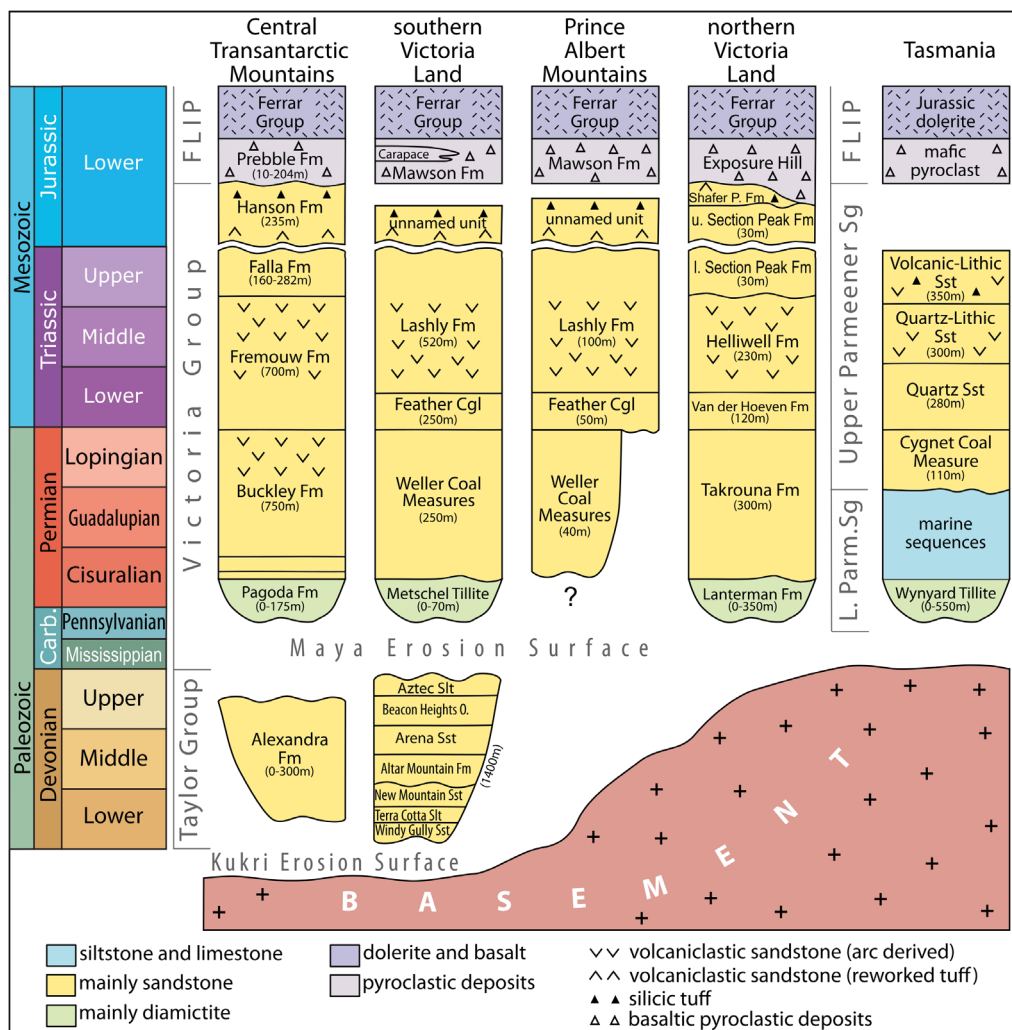 Central
Transantarctic
Mountains
southern
Victoria
Land
Prince
Albert
Mountains
northern
Victoria
Land
Tasmania
Mesozoic
Jurassic
Lower
Triassic
Upper
Middle
Lower
Paleozoic
Permian
Lopingian
Guadalupian
Cisuralian
Carb.
Pennsylvanian
Mississippian
Devonian
Upper
Middle
Lower
FLIP
Victoria Group
Taylor Group
Ferrar
Group
Prebble Fm
(10-204m)
Hanson Fm
(235m)
Falla Fm
(160-282m)
Fremouw Fm
(700m)
Buckley Fm
(750m)
Pagoda Fm
(0-175m)
Alexandra
Fm
(0-300m)
Ferrar
Group
Carapace
Mawson Fm
unnamed unit
Lashly Fm
(520m)
Feather Cgl
(250m)
Weller Coal
Measures
(250m)
Metschel Tillite
(0-70m)
Aztec Slt
Beacon Heights O.
Arena Sst
Altar Mountain Fm
New Mountain Sst
Terra Cotta Slt
Windy Gully Sst
(1400m)
Ferrar
Group
Mawson Fm
unnamed unit
Lashly Fm
(100m)
Feather Cgl
(50m)
Weller
Coal
Measures
(40m)
?
Ferrar
Group
Exposure Hill
Shafer P. Fm
u. Section Peak Fm
(30m)
l. Section Peak Fm
(30m)
Helliwell Fm
(230m)
Van der Hoeven Fm
(120m)
Takrouna Fm
(300m)
Lanterman Fm
(0-350m)
FLIP
Upper Parmeener Sg
L. Parm.Sg
Jurassic
dolerite
mafic
pyroclast
Volcanic-Lithic
Sst
(350m)
Quartz-Lithic
Sst
(300m)
Quartz Sst
(280m)
Cygnet Coal
Measure
(110m)
marine
sequences
Wynyard Tillite
(0-550m)
Maya Erosion Surface
Kukri Erosion Surface
BASEMENT
siltstone and limestone
mainly sandstone
mainly diamictite
dolerite and basalt
pyroclastic deposits
volcaniclastic sandstone (arc derived)
volcaniclastic sandstone (reworked tuff)
silicic tuff
basaltic pyroclastic deposits